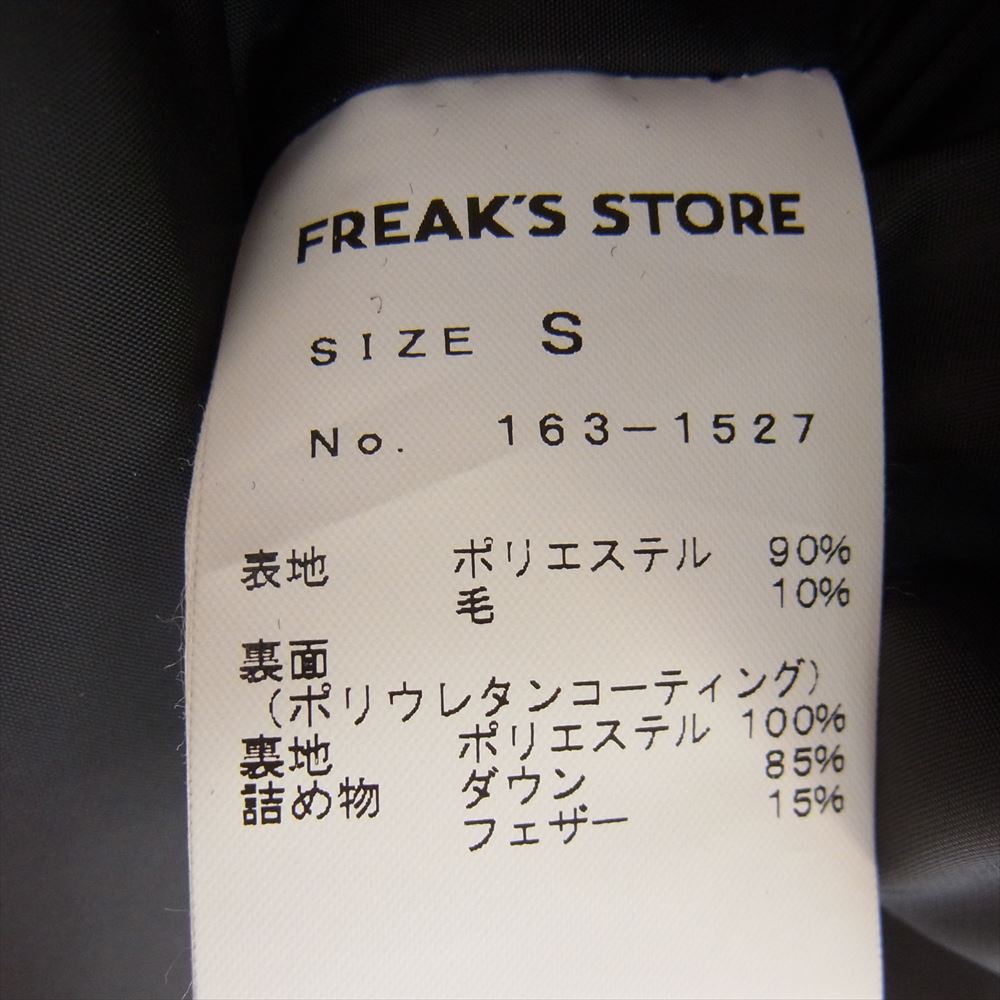 FREAK'S STORE
SIZE S
No. 163-1527
表地 ポリエステル 90%
毛 10%
裏面
(ポリウレタンコーティング)
裏地 ポリエステル 100%
詰め物 ダウン 85%
フェザー 15%